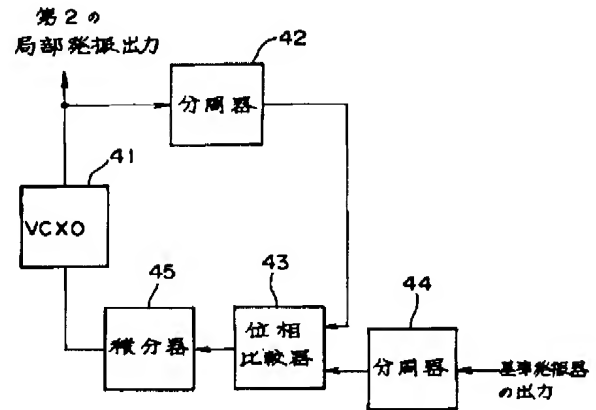 第2の
局部発振出力
42
分周器
41
VCXO
45
積分器
43
位相
比較器
44
分周器
基準発振器
の出力